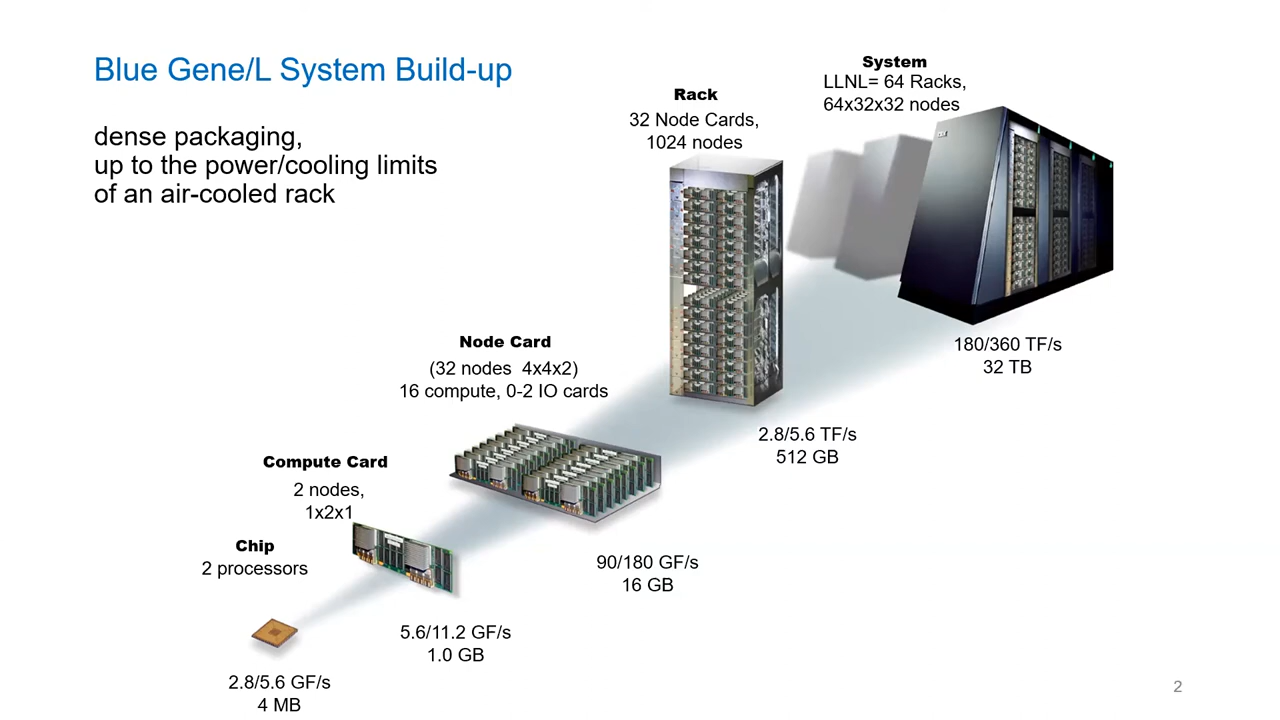 Blue Gene/L System Build-up
dense packaging,
up to the power/cooling limits
of an air-cooled rack
System
LLNL= 64 Racks,
64x32x32 nodes
Rack
32 Node Cards,
1024 nodes
180/360 TF/s
32 TB
Node Card
(32 nodes  4x4x2)
16 compute, 0-2 IO cards
2.8/5.6 TF/s
512 GB
Compute Card
2 nodes,
1x2x1
Chip
2 processors
90/180 GF/s
16 GB
5.6/11.2 GF/s
1.0 GB
2.8/5.6 GF/s
4 MB
2